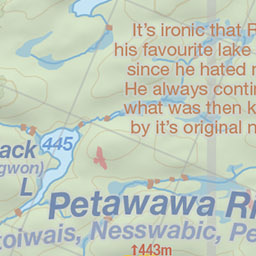 It's ironic that R
his favourite lake
since he hated r
He always contin
what was then k
by it's original n
445
ack
gwon)
L
Petawawa Ri
toiwais, Nesswabic, Pe
↑443m